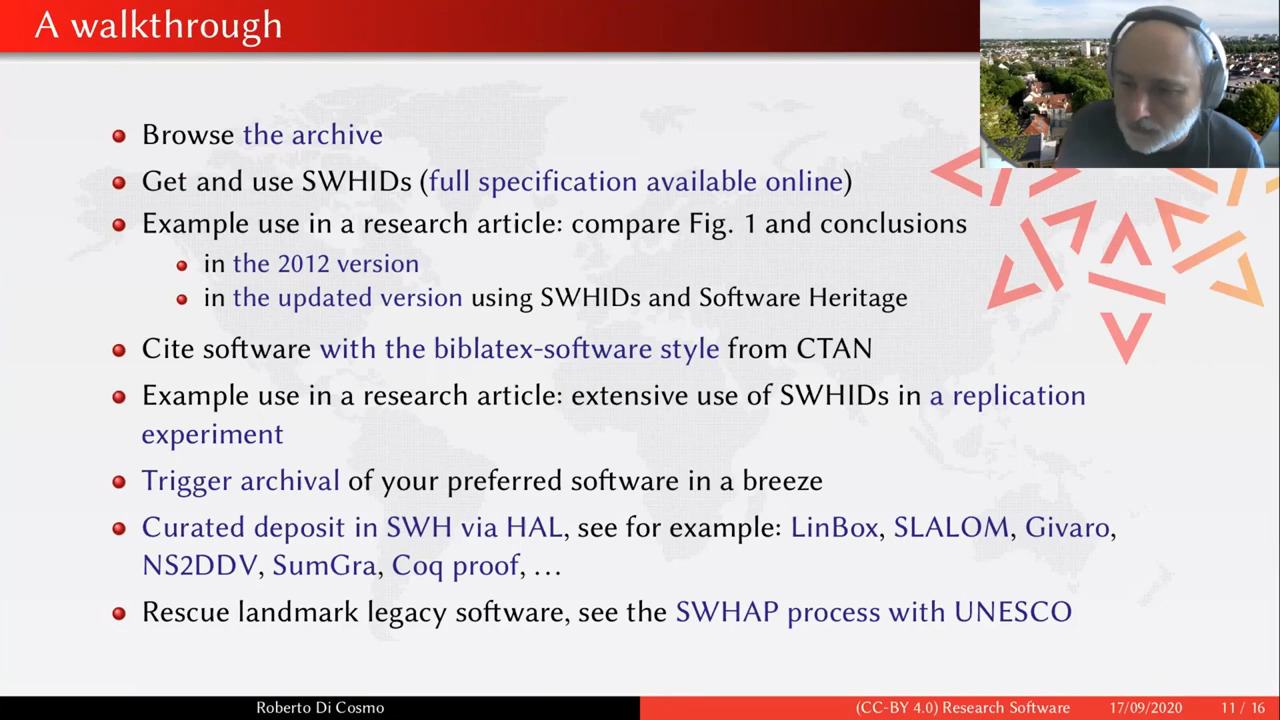 A walkthrough
Browse the archive
Get and use SWHIDs (full specification available online)
Example use in a research article: compare Fig. 1 and conclusions
in the 2012 version
in the updated version using SWHIDs and Software Heritage
Cite software with the biblatex-software style from CTAN
Example use in a research article: extensive use of SWHIDs in a replication
experiment
Trigger archival of your preferred software in a breeze
Curated deposit in SWH via HAL, see for example: LinBox, SLALOM, Givaro,
NS2DDV, SumGra, Coq proof, …
Rescue landmark legacy software, see the SWHAP process with UNESCO
Roberto Di Cosmo (CC-BY 4.0) Research Software 17/09/2020 11 / 16